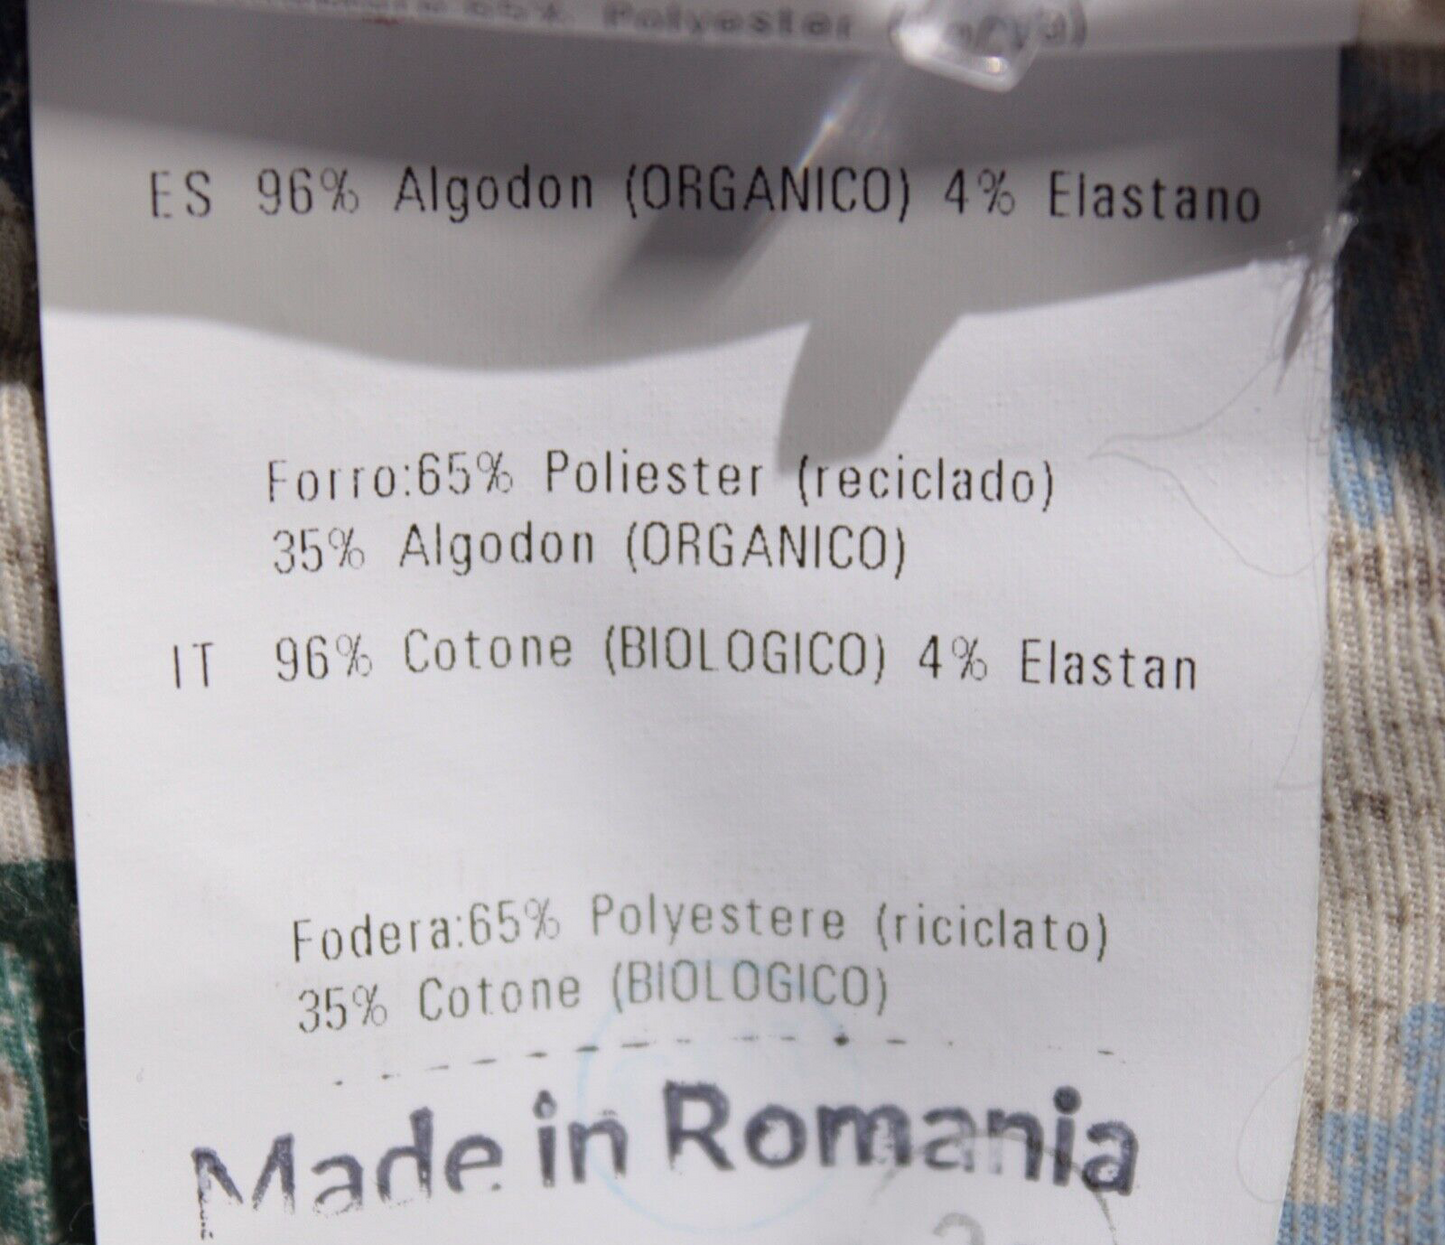 Polyester
ES 96% Algodon (ORGANICO) 4% Elastano
Forro:65% Poliester (reciclado)
35% Algodon (ORGANICO)
IT 96% Cotone (BIOLOGICO) 4% Elastan
Fodera:65% Polyestere (riciclato)
35% Cotone (BIOLOGICO)
Made in Romania